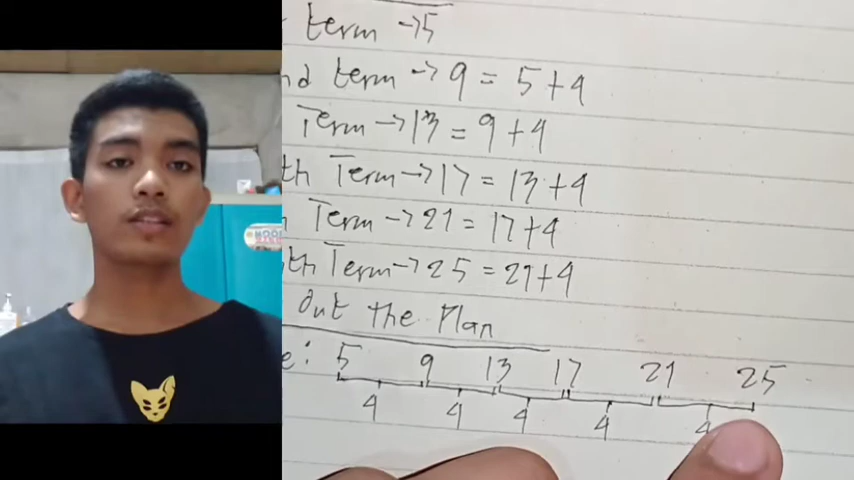 term → 5
nd term → 9 = 5+4
Term → 13 = 9+4
th Term → 17 = 13+4
Term → 21 = 17+4
th Term → 25 = 21+4
out the Plan
e: 5 9 13 17 21 25
4 4 4 4 4